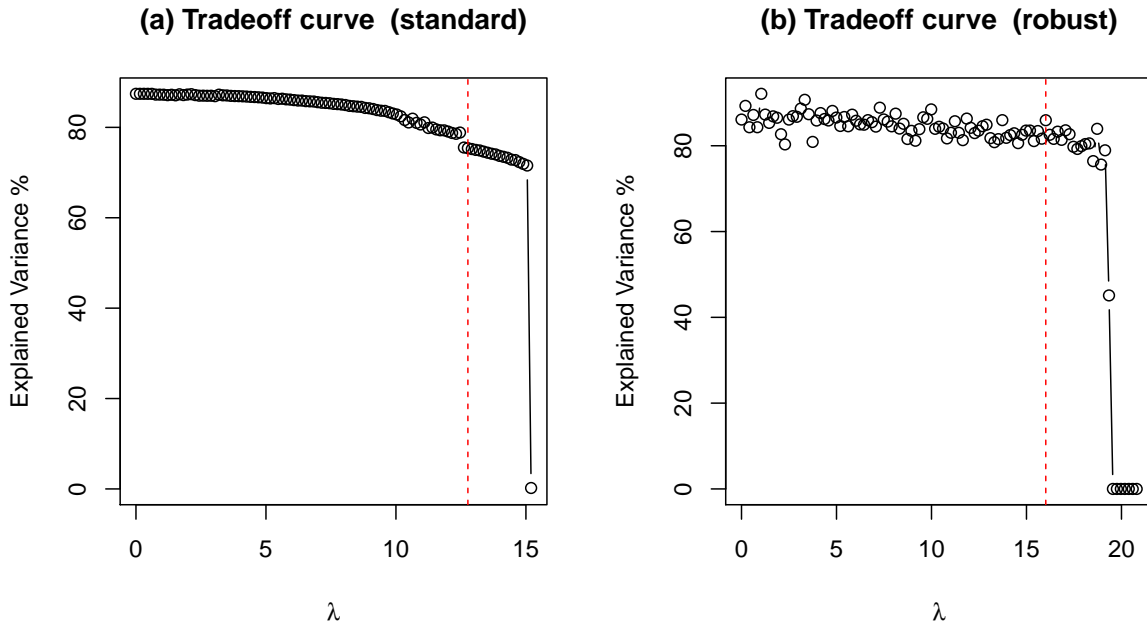 (a) Tradeoff curve (standard)
Explained Variance %
80
60
40
20
0
0 5 10 15
λ
(b) Tradeoff curve (robust)
Explained Variance %
80
60
40
20
0
0 5 10 15 20
λ